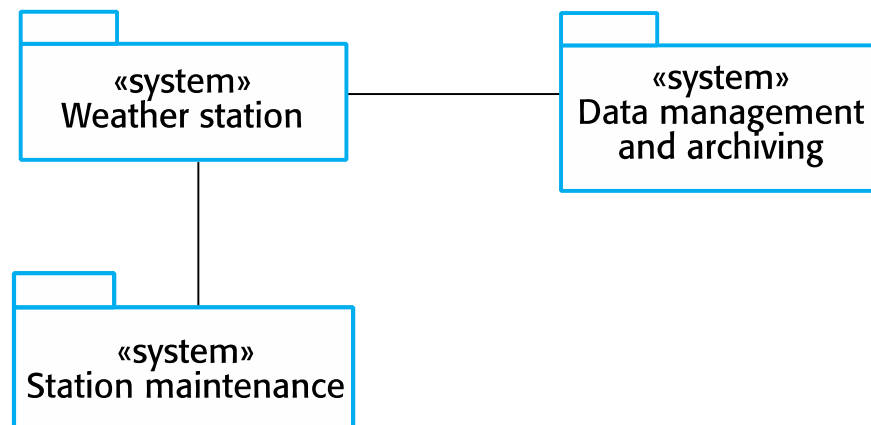 «system»
Weather station
«system»
Data management
and archiving
«system»
Station maintenance